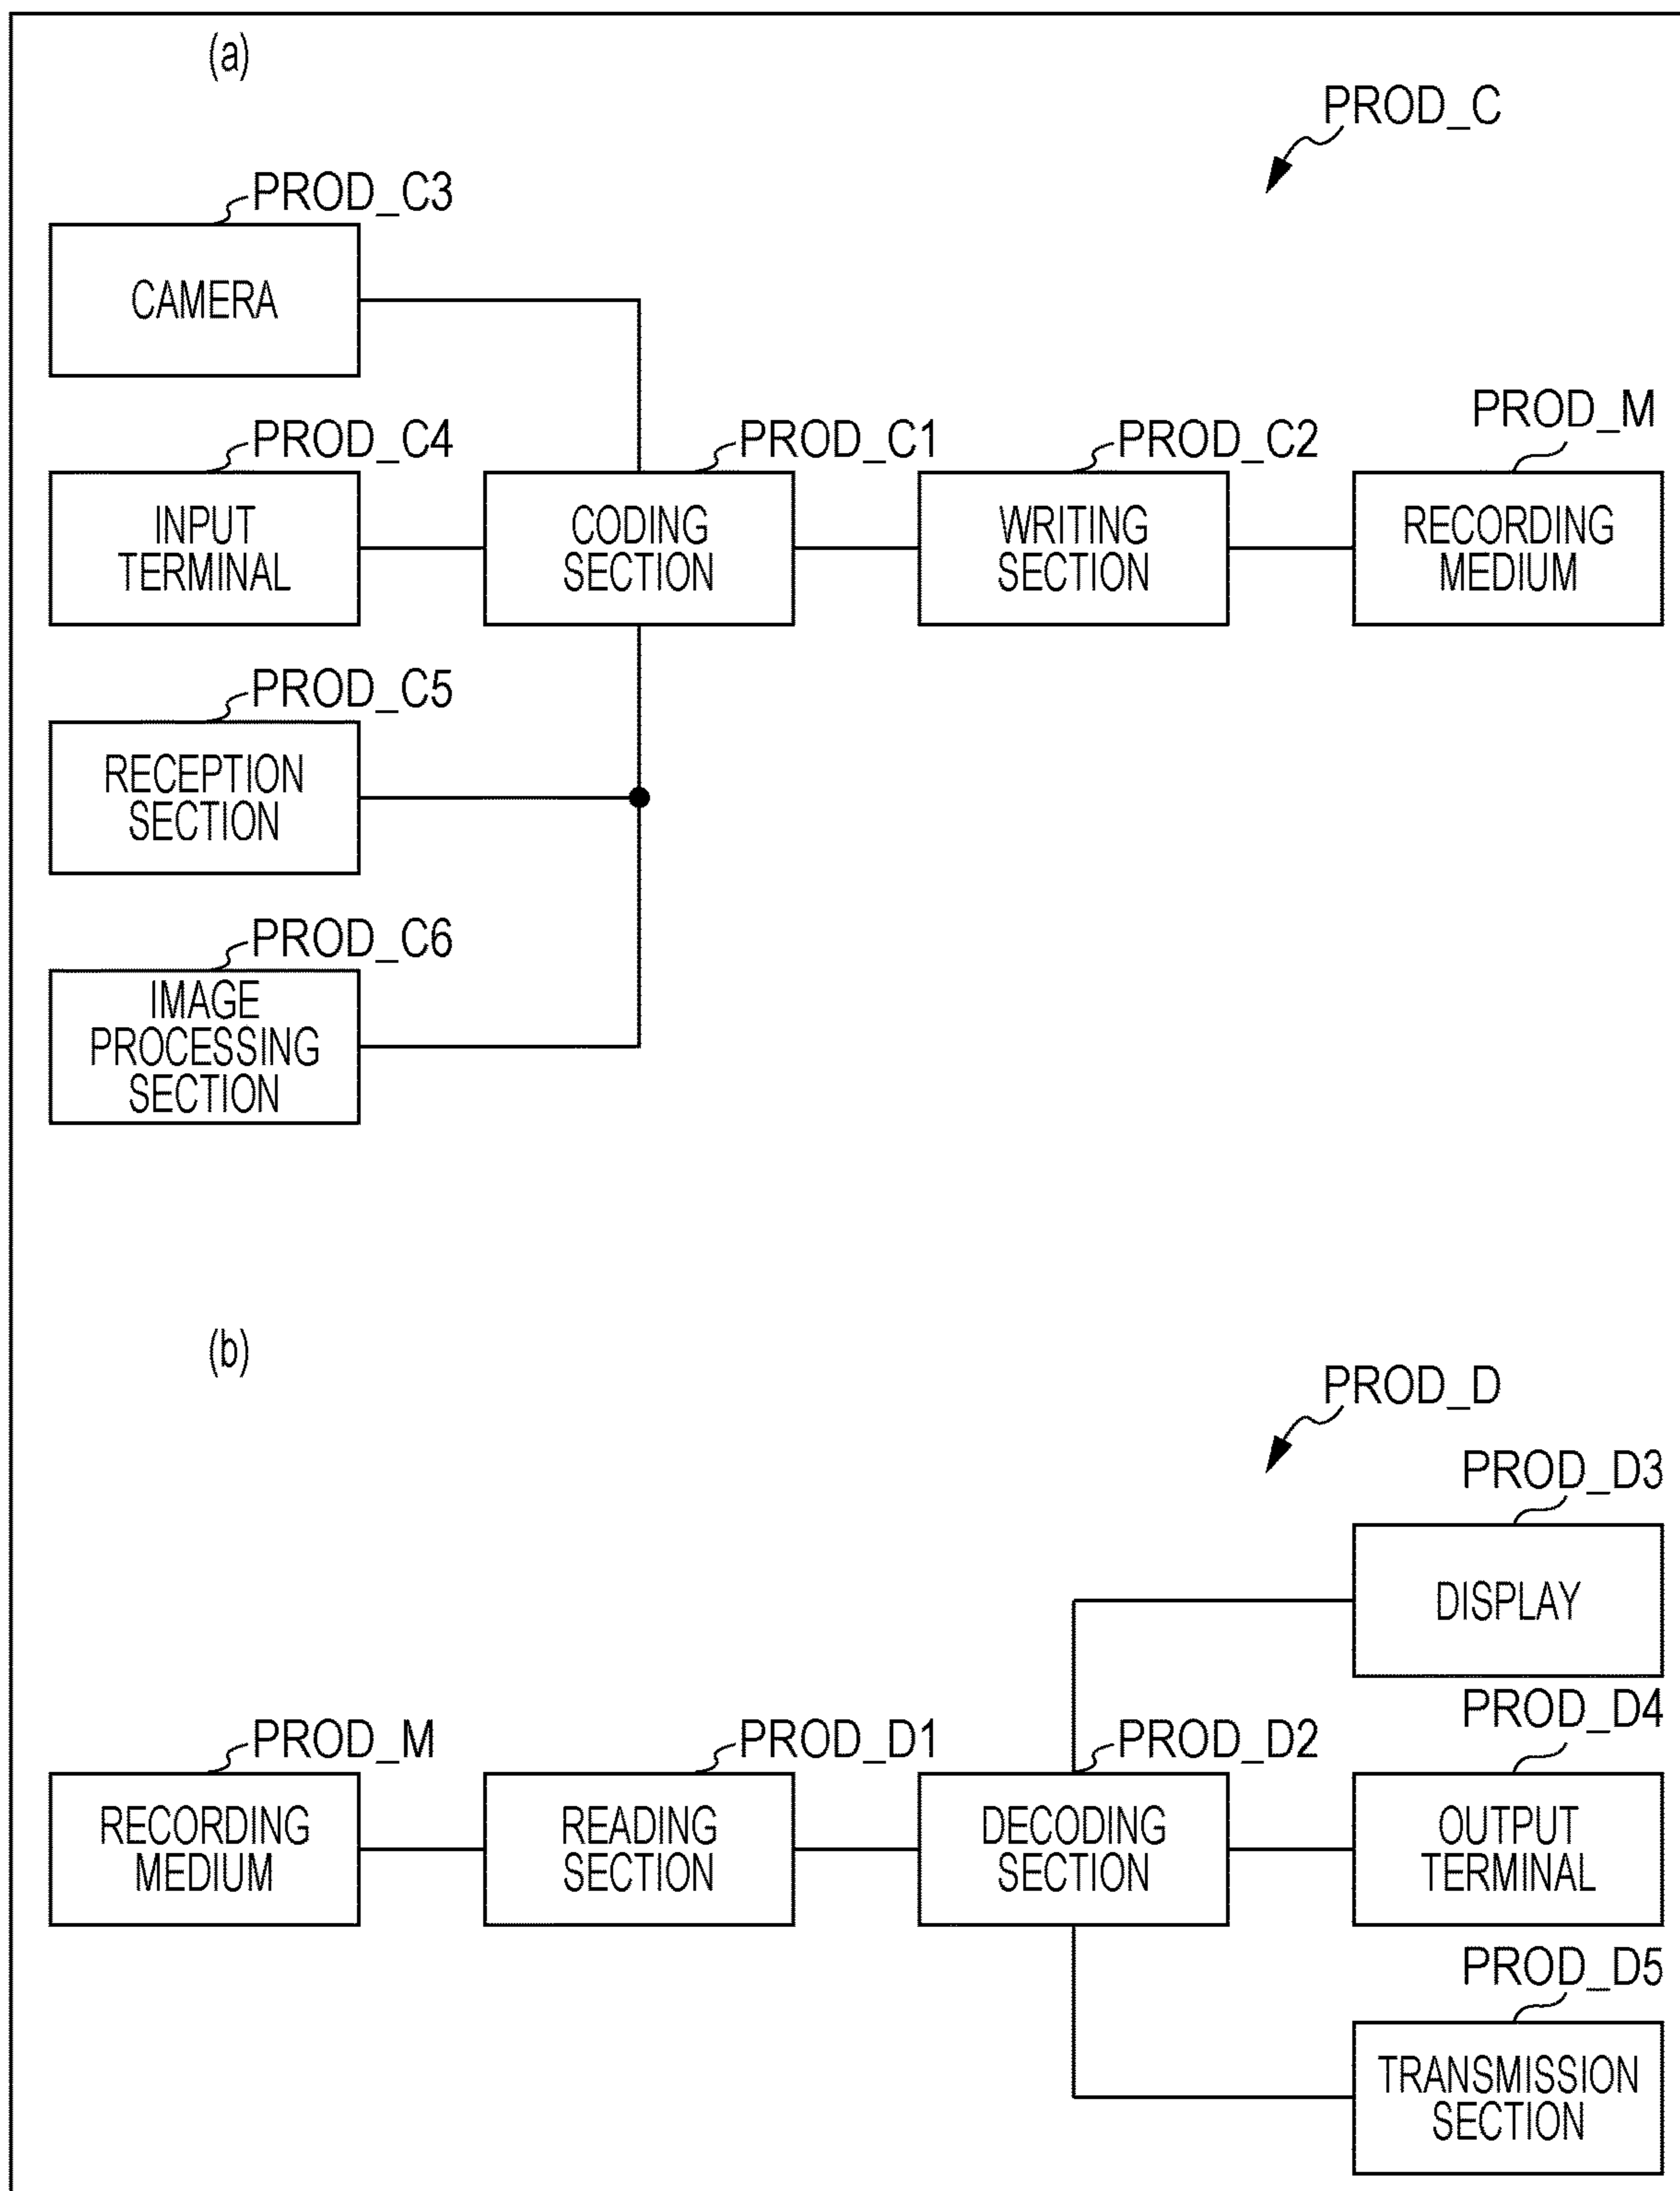 (a)
PROD_C
PROD_C3
CAMERA
PROD_C4
INPUT
TERMINAL
PROD_C1
CODING
SECTION
PROD_C2
WRITING
SECTION
PROD_M
RECORDING
MEDIUM
PROD_C5
RECEPTION
SECTION
PROD_C6
IMAGE
PROCESSING
SECTION
(b)
PROD_D
PROD_D3
DISPLAY
PROD_M
RECORDING
MEDIUM
PROD_D1
READING
SECTION
PROD_D2
DECODING
SECTION
PROD_D4
OUTPUT
TERMINAL
PROD_D5
TRANSMISSION
SECTION